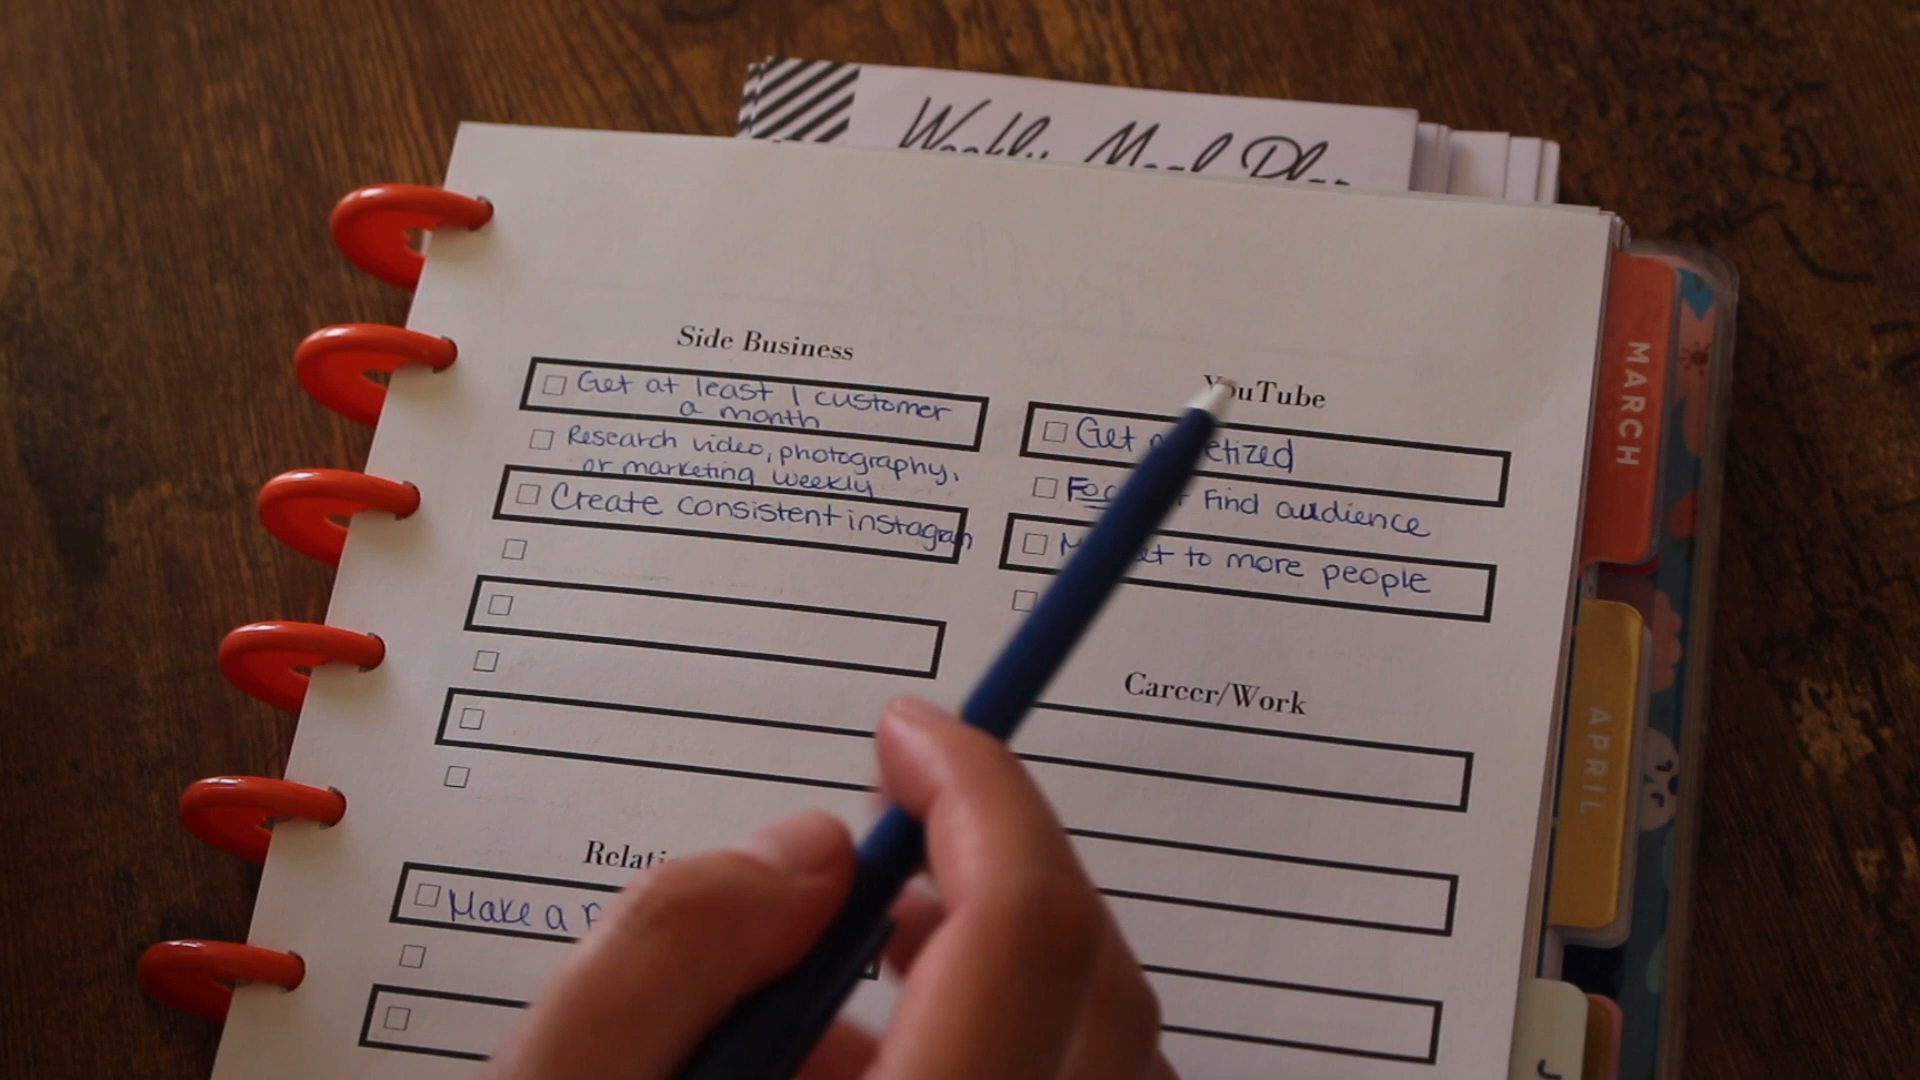 Weekly Meal Plan
Side Business
Get at least 1 customer
a month
Research video, photography,
or marketing weekly
Create consistent instagram
YouTube
Get
Find audience
to more people
Career/Work
Make a
MARCH
APRIL
J